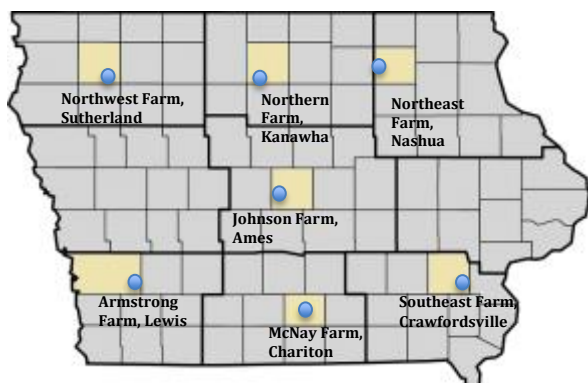 Northwest Farm,
Sutherland
Northern
Farm,
Kanawha
Northeast
Farm,
Nashua
Johnson Farm,
Ames
Armstrong
Farm, Lewis
McNay Farm,
Chariton
Southeast Farm,
Crawfordsville